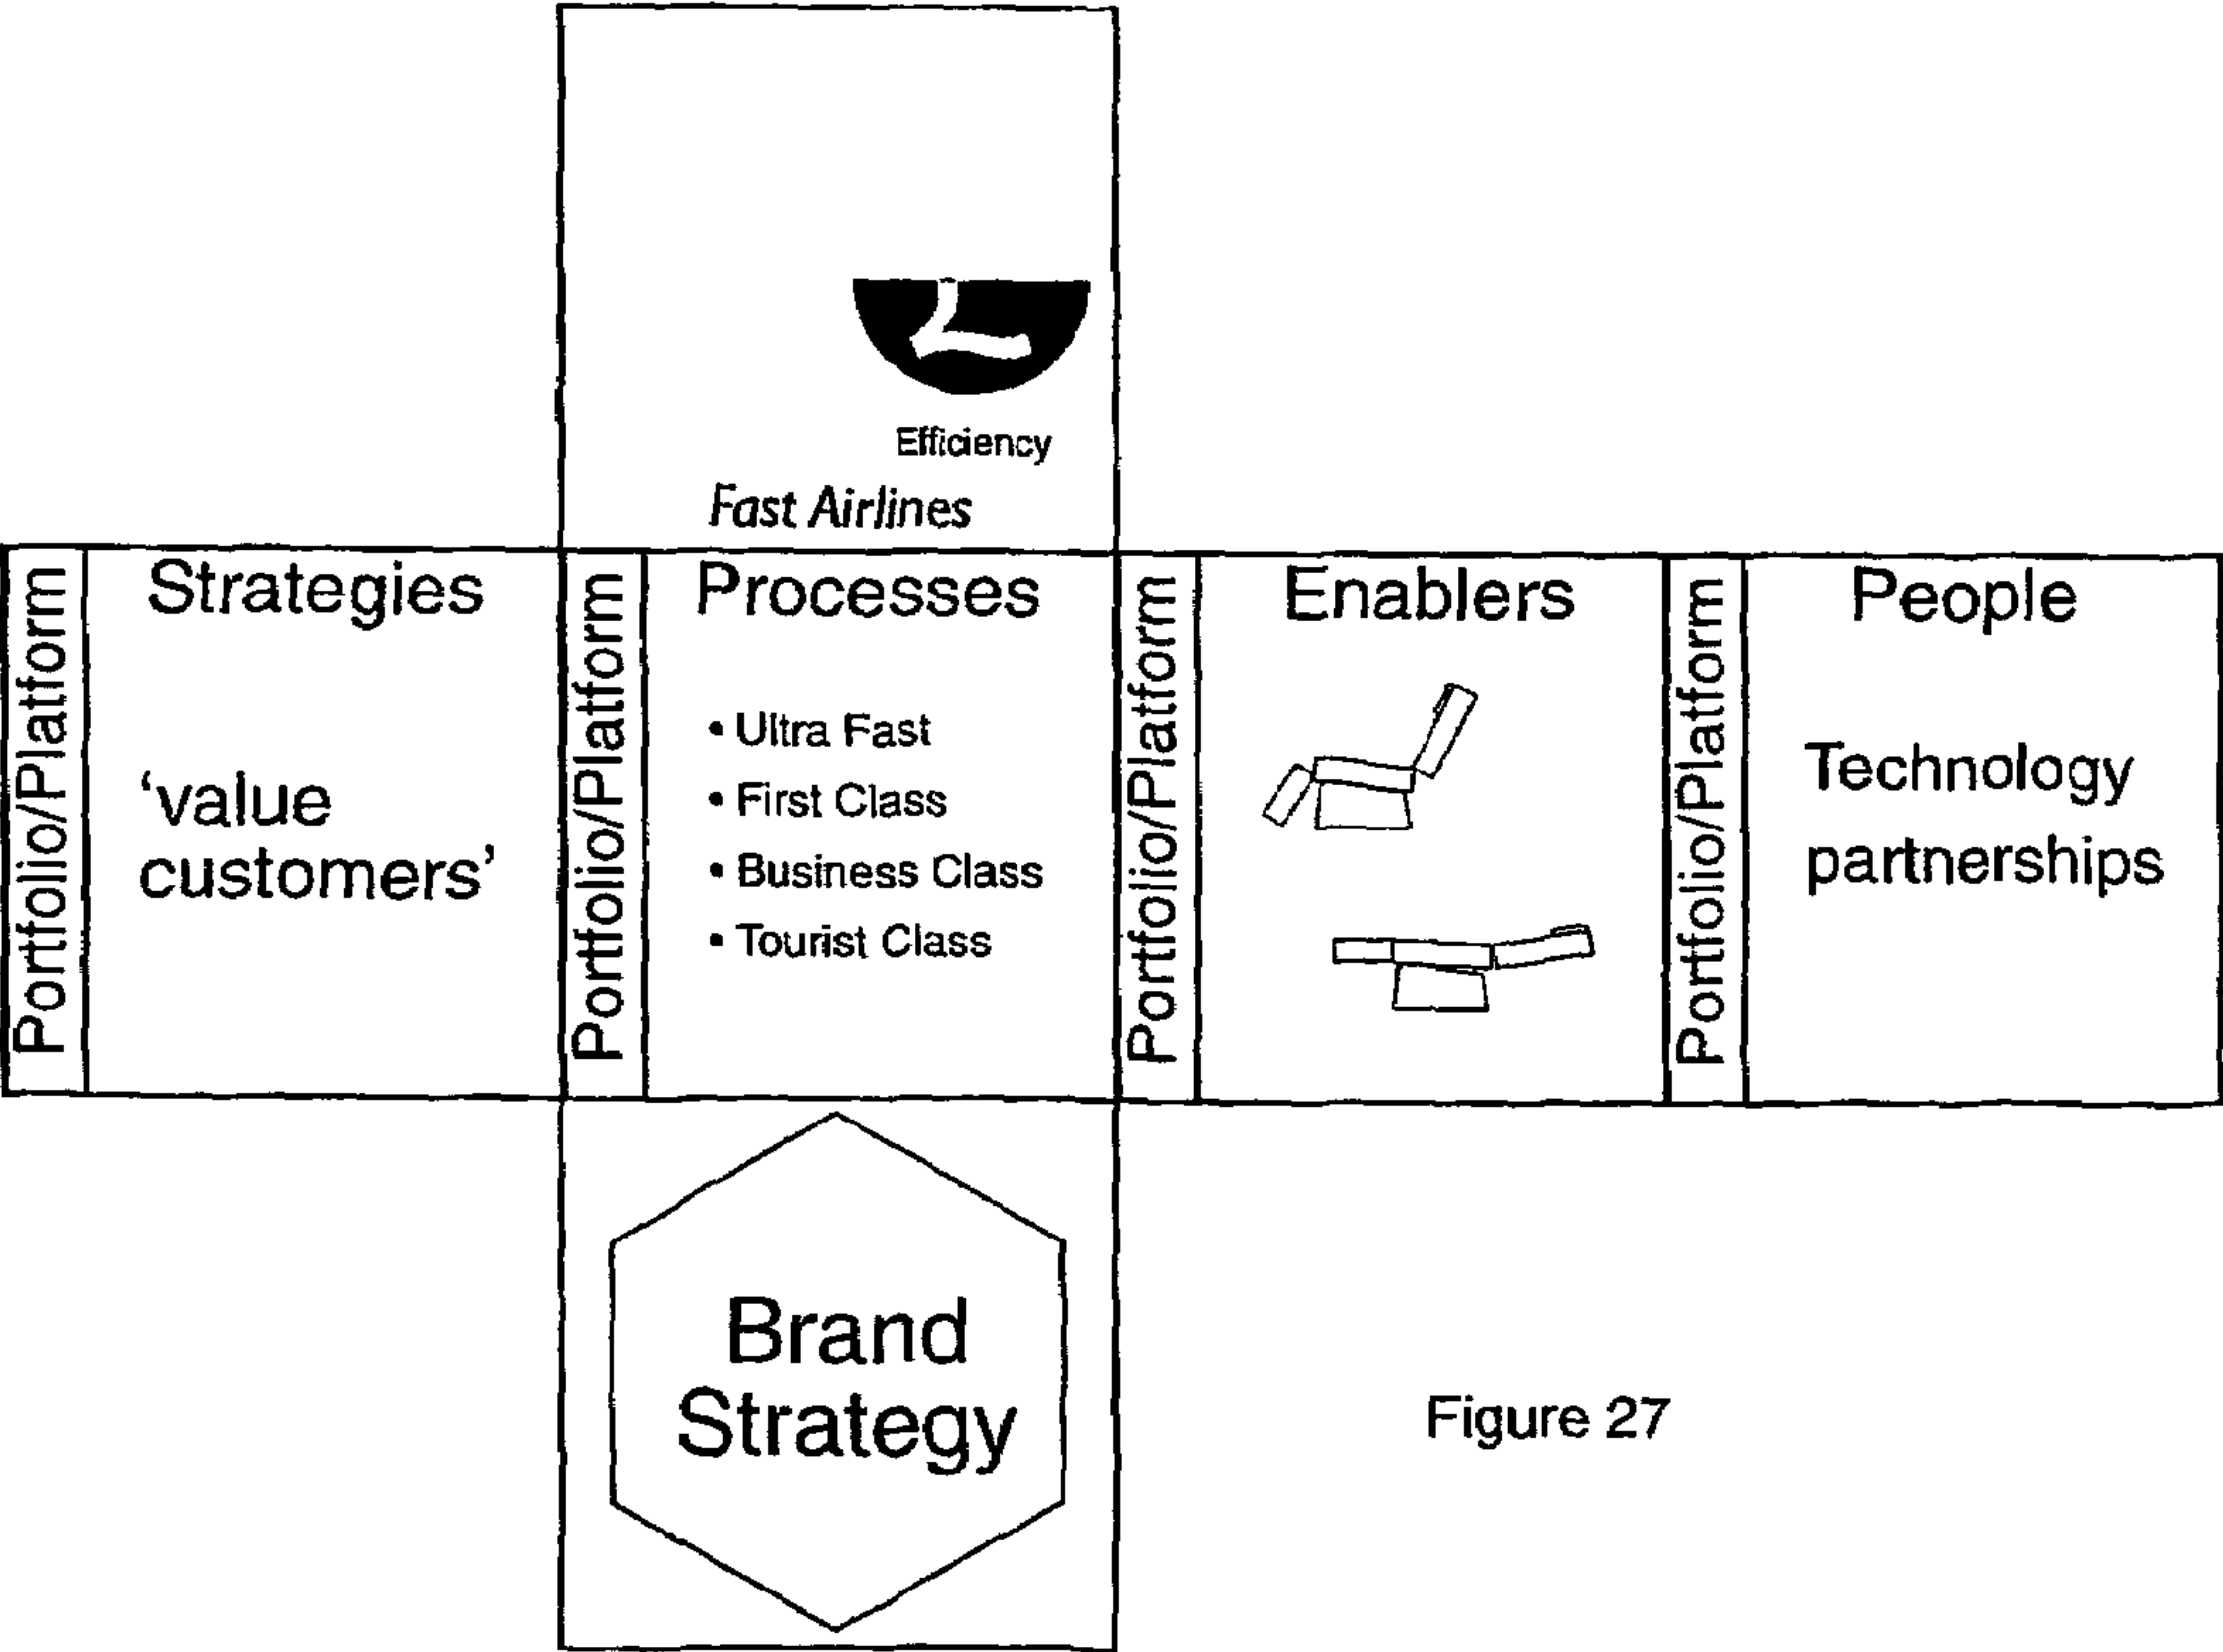 Efficiency
Fast Airlines
Portfolio/Platform
Strategies
‘value
customers’
Portfolio/Platform
Processes
• Ultra Fast
• First Class
• Business Class
• Tourist Class
Portfolio/Platform
Enablers
Portfolio/Platform
People
Technology
partnerships
Brand
Strategy
Figure 27